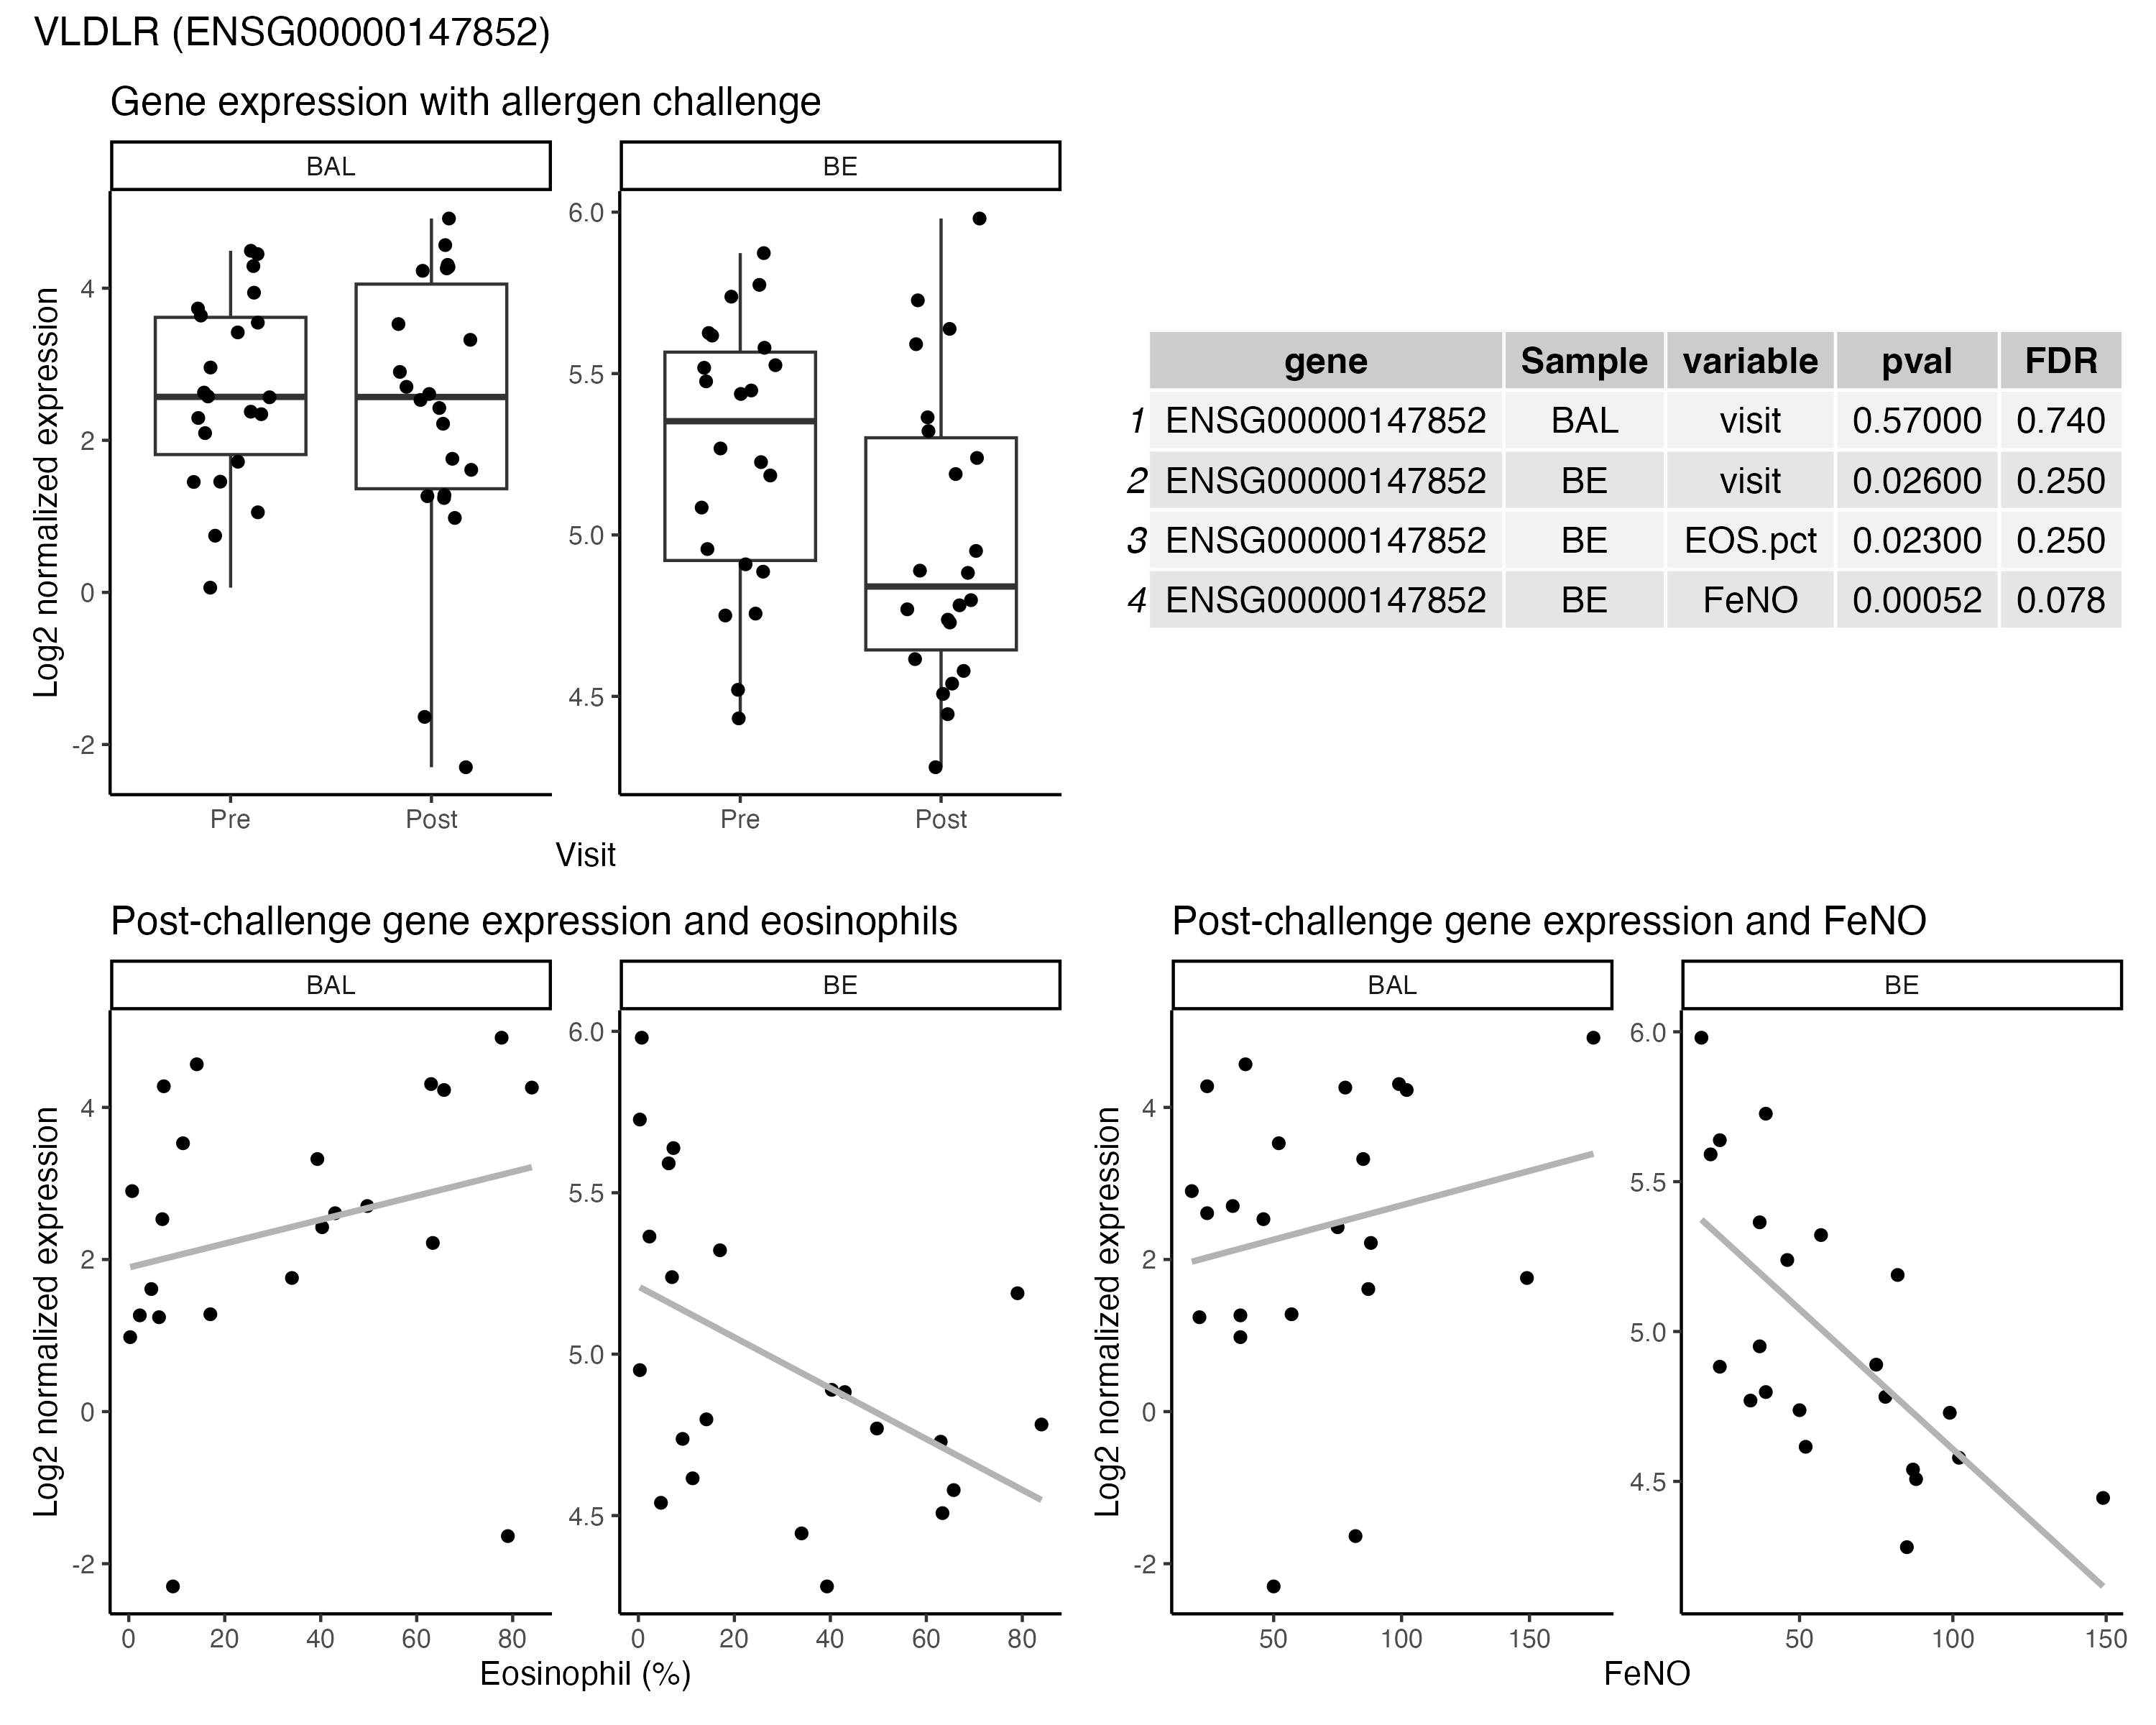 VLDLR (ENSG00000147852)
Gene expression with allergen challenge
BAL
BE
Log2 normalized expression
4
2
0
-2
6.0
5.5
5.0
4.5
Pre
Post
Pre
Post
Visit
gene Sample variable pval FDR
1 ENSG00000147852 BAL visit 0.57000 0.740
2 ENSG00000147852 BE visit 0.02600 0.250
3 ENSG00000147852 BE EOS.pct 0.02300 0.250
4 ENSG00000147852 BE FeNO 0.00052 0.078
Post-challenge gene expression and eosinophils
BAL
BE
Log2 normalized expression
4
2
0
-2
6.0
5.5
5.0
4.5
0 20 40 60 80
0 20 40 60 80
Eosinophil (%)
Post-challenge gene expression and FeNO
BAL
BE
Log2 normalized expression
4
2
0
-2
6.0
5.5
5.0
4.5
50 100 150
50 100 150
FeNO